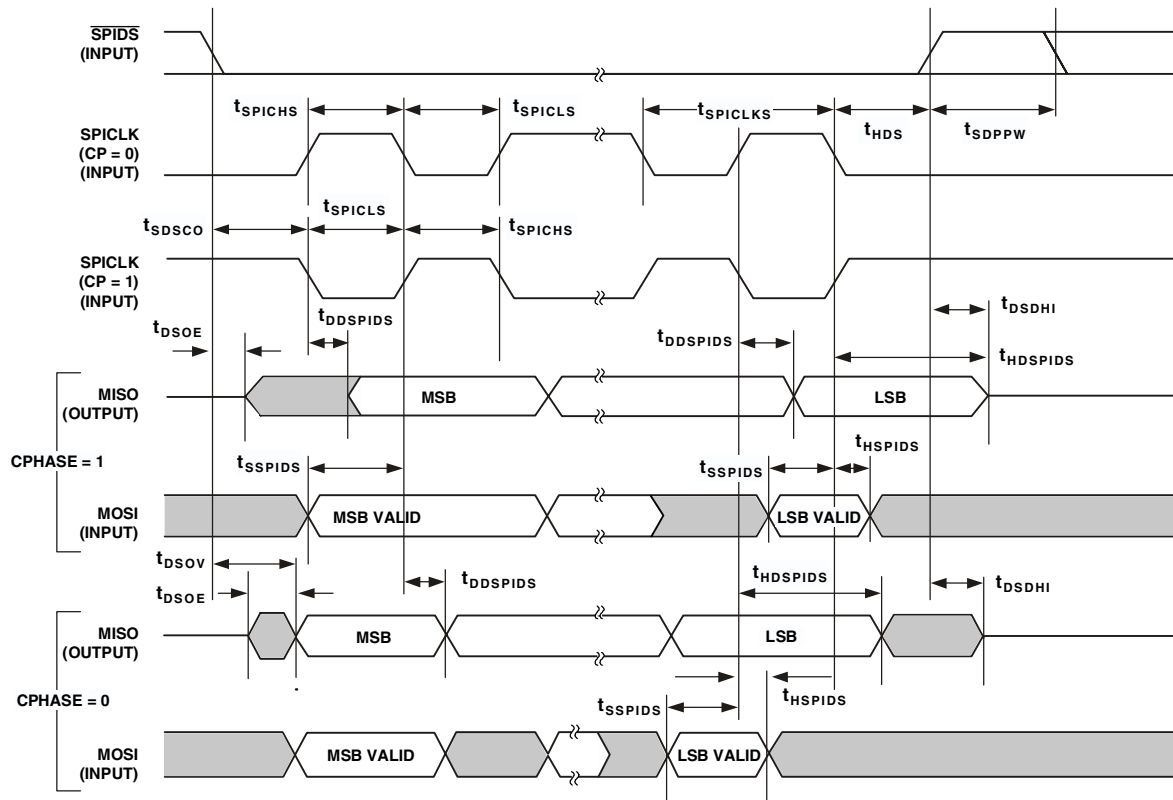 SPIDS
(INPUT)
tSPICHS
tSPICLS
tSPICLKS
tHDS
tSDPPW
SPICLK
(CP = 0)
(INPUT)
tSDSCO
tSPICLS
tSPICHS
SPICLK
(CP = 1)
(INPUT)
tDSOE
tDDSPIDS
tDDSPIDS
tDSDHI
tHDSPIDS
MISO
(OUTPUT)
MSB
LSB
CPHASE = 1
tSSPIDS
tSSPIDS
tHSPIDS
MOSI
(INPUT)
MSB VALID
LSB VALID
tDSOV
tDSOE
tDDSPIDS
tHDSPIDS
tDSDHI
MISO
(OUTPUT)
MSB
LSB
CPHASE = 0
tSSPIDS
tHSPIDS
MOSI
(INPUT)
MSB VALID
LSB VALID